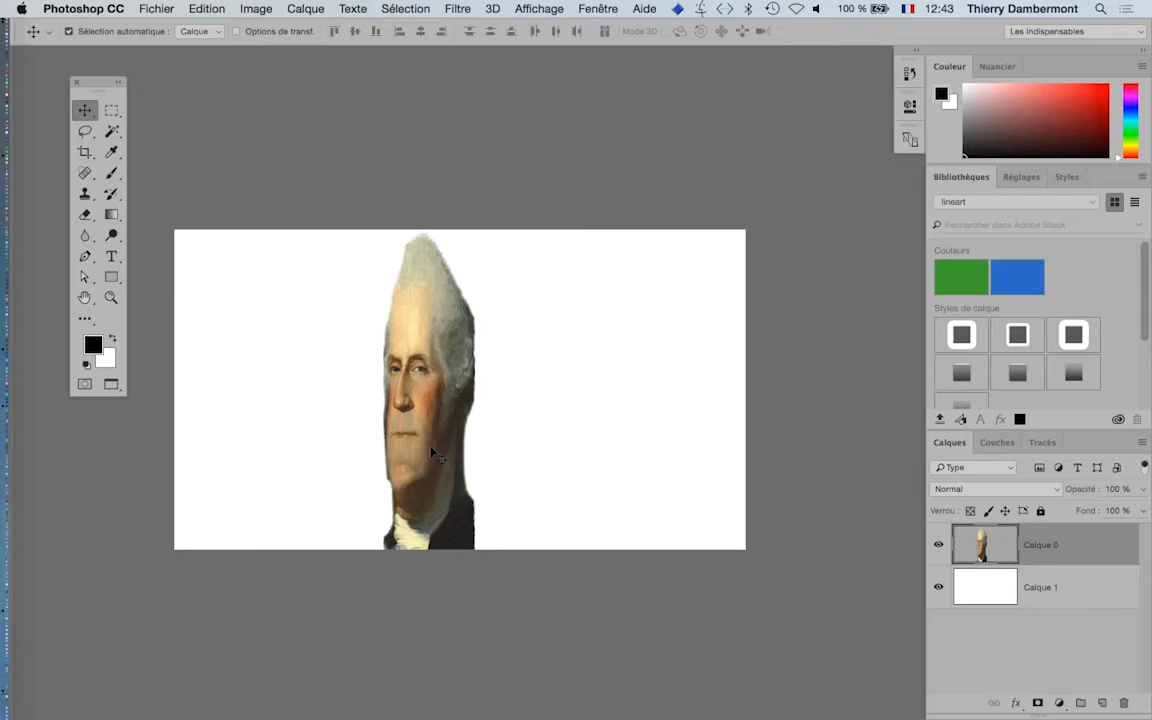 Photoshop CC Fichier Edition Image Calque Texte Sélection Filtre 3D Affichage Fenêtre Aide 100 % 12:43 Thierry Dambermont
Sélection automatique : Calque Options de transf. Mode 3D : Les indispensables
Couleur Nuancier
Bibliothèques Réglages Styles
lineart
Rechercher dans Adobe Stock
Couleurs
Styles de calque
Calques Couches Tracés
Type
Normal Opacité : 100 %
Verrou : Fond : 100 %
Calque 0
Calque 1